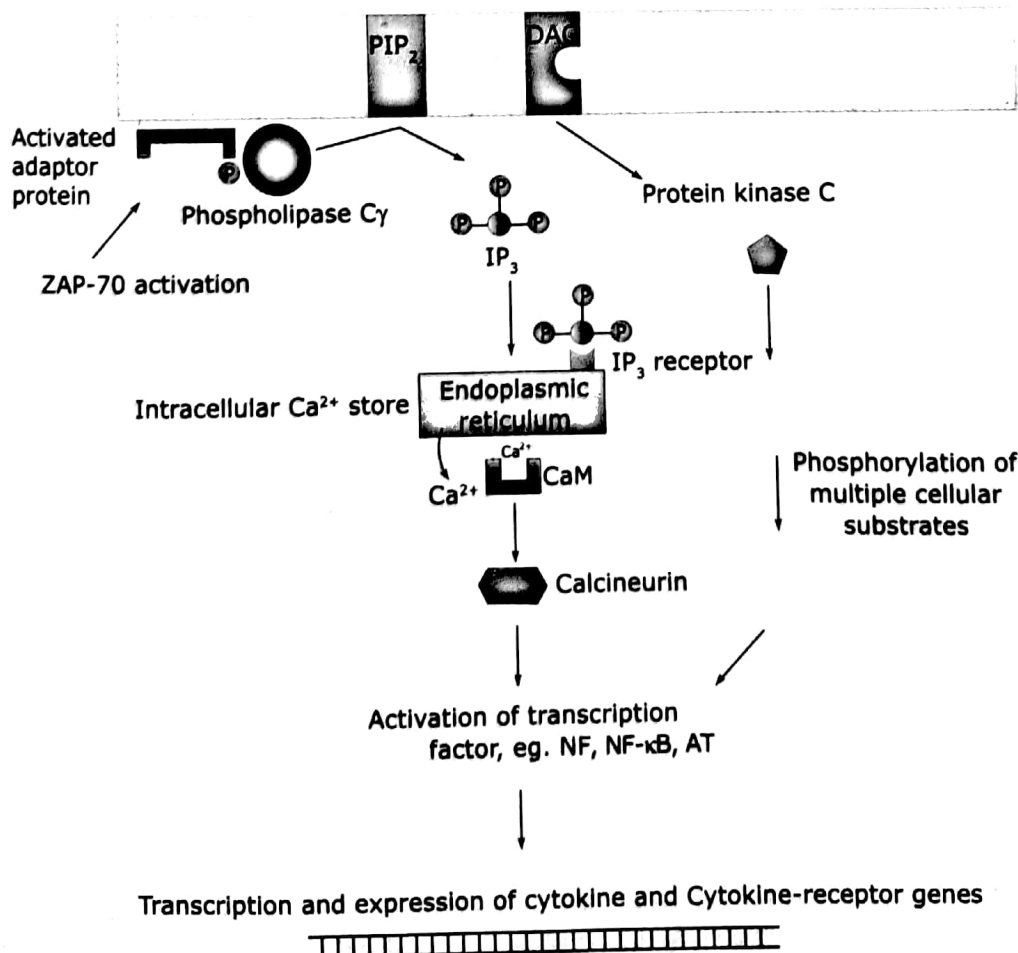 PIP₂
DAG
Activated
adaptor
protein
P
Phospholipase Cγ
ZAP-70 activation
P
P
P
IP₃
Protein kinase C
P
P
P
IP₃ receptor
Intracellular Ca²⁺ store
Endoplasmic
reticulum
Ca²⁺
Ca²⁺
CaM
Phosphorylation of
multiple cellular
substrates
Calcineurin
Activation of transcription
factor, eg. NF, NF-κB, AT
Transcription and expression of cytokine and Cytokine-receptor genes